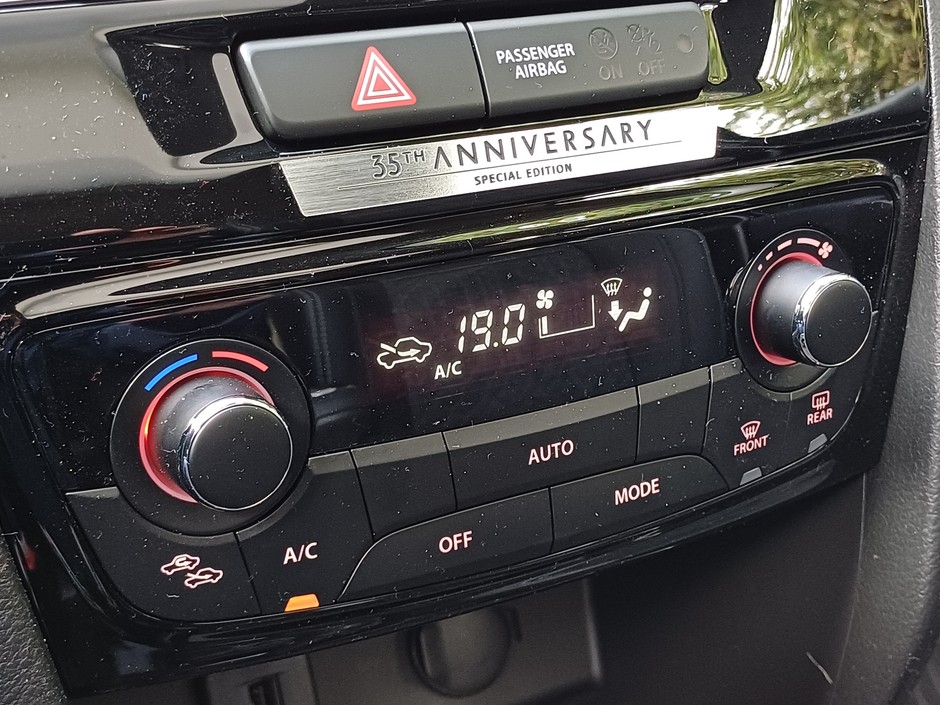 PASSENGER
AIRBAG
ON OFF
35TH ANNIVERSARY
SPECIAL EDITION
19.0
A/C
AUTO
FRONT
REAR
A/C
OFF
MODE